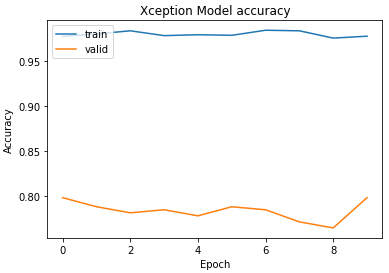 Xception Model accuracy
train
valid
Accuracy
0.95
0.90
0.85
0.80
0 2 4 6 8
Epoch